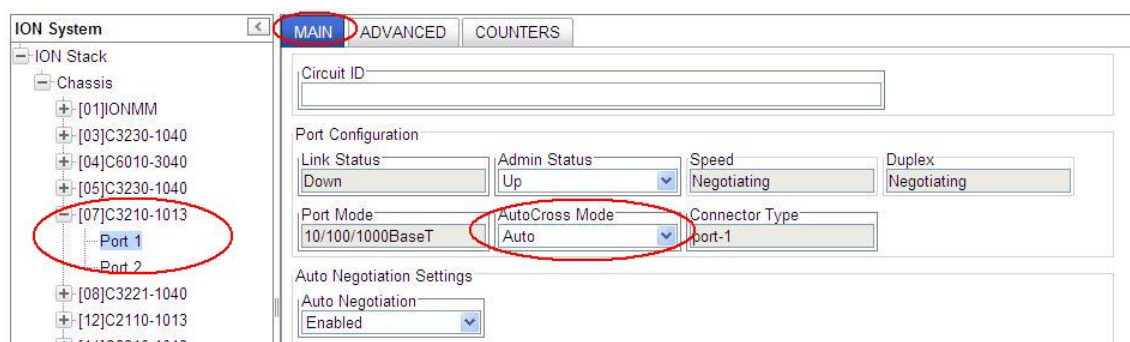 ION System
ION Stack
Chassis
[01]IONMM
[03]C3230-1040
[04]C6010-3040
[05]C3230-1040
[07]C3210-1013
Port 1
Port 2
[08]C3221-1040
[12]C2110-1013
MAIN ADVANCED COUNTERS
Circuit ID
Port Configuration
Link Status Admin Status Speed Duplex
Down Up Negotiating Negotiating
Port Mode AutoCross Mode Connector Type
10/100/1000BaseT Auto port-1
Auto Negotiation Settings
Auto Negotiation
Enabled